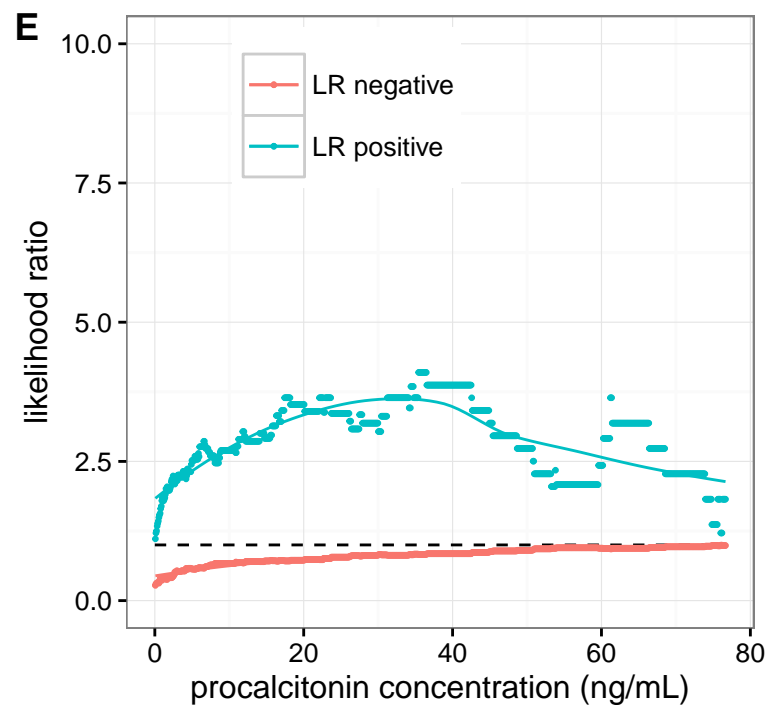 E
10.0
7.5
5.0
2.5
0.0
likelihood ratio
LR negative
LR positive
0 20 40 60 80
procalcitonin concentration (ng/mL)